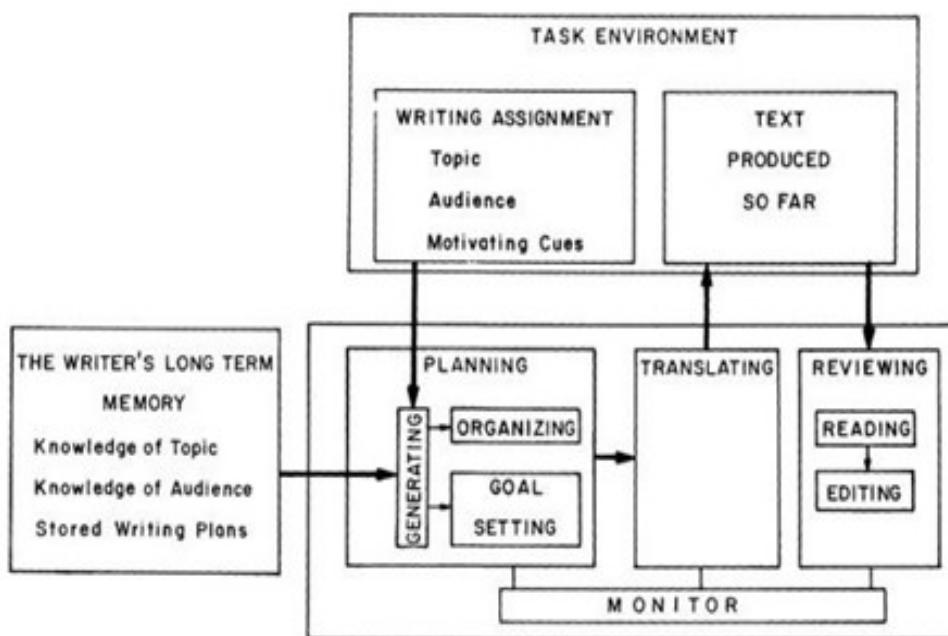 TASK ENVIRONMENT
WRITING ASSIGNMENT
Topic
Audience
Motivating Cues
TEXT
PRODUCED
SO FAR
THE WRITER'S LONG TERM
MEMORY
Knowledge of Topic
Knowledge of Audience
Stored Writing Plans
PLANNING
GENERATING
ORGANIZING
GOAL
SETTING
TRANSLATING
REVIEWING
READING
EDITING
MONITOR